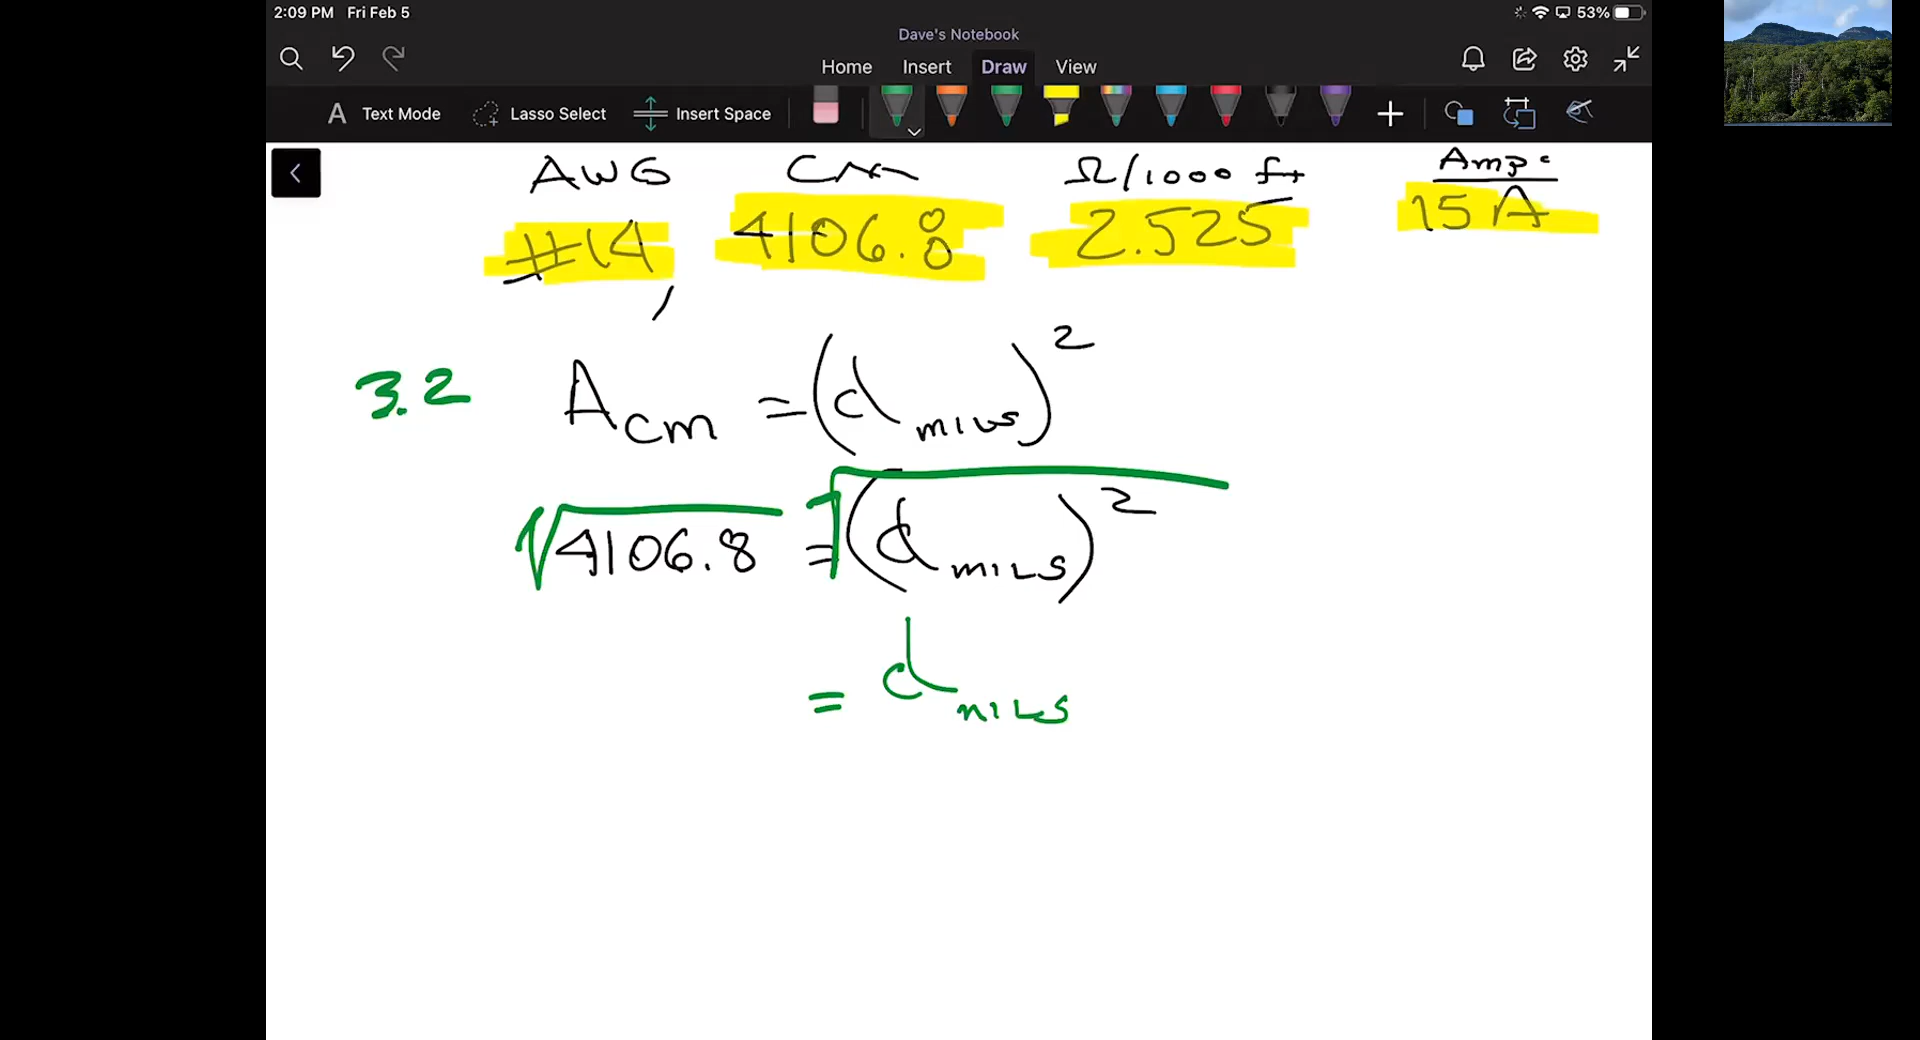 2:09 PM Fri Feb 5 53%
Dave's Notebook
Home Insert Draw View
A Text Mode Lasso Select Insert Space
AWG CM Ω/1000 ft Amps
#14, 4106.8 2.525 15 A
3.2 A cm = (d mils)²
√4106.8 = √(d mils)²
= d mils